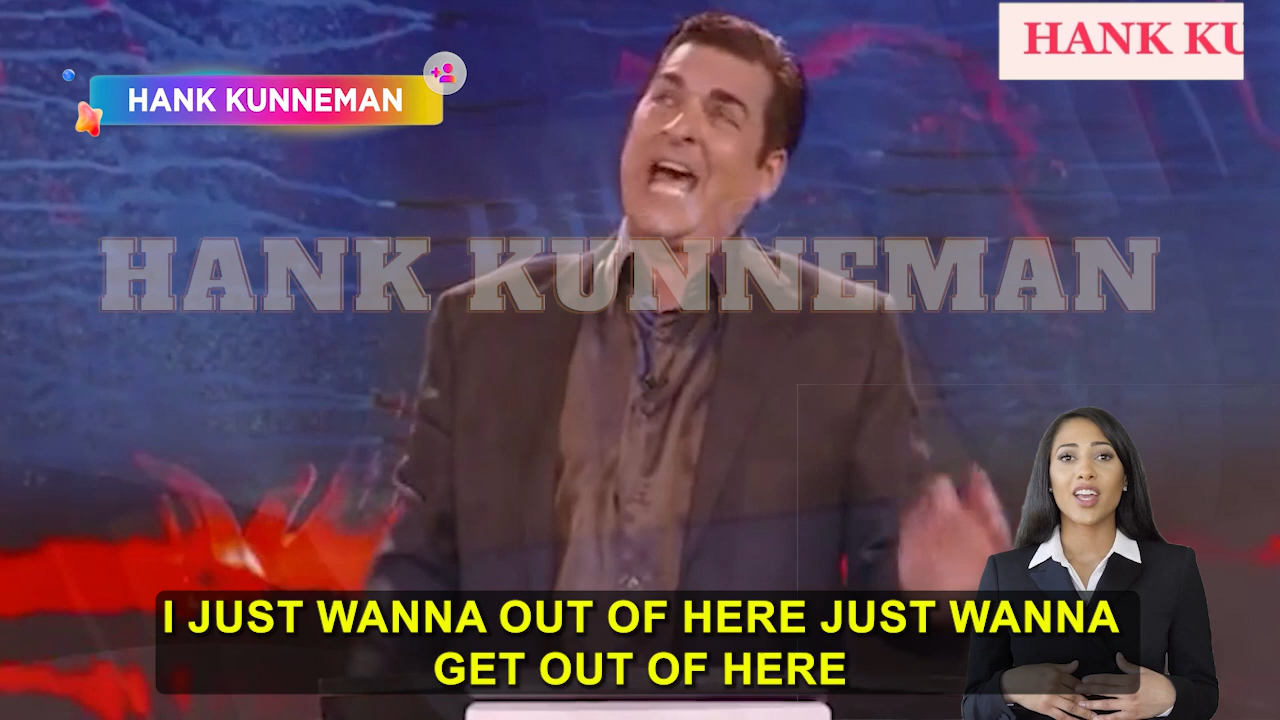 HANK KU
HANK KUNNEMAN
HANK KUNNEMAN
I JUST WANNA OUT OF HERE JUST WANNA
GET OUT OF HERE